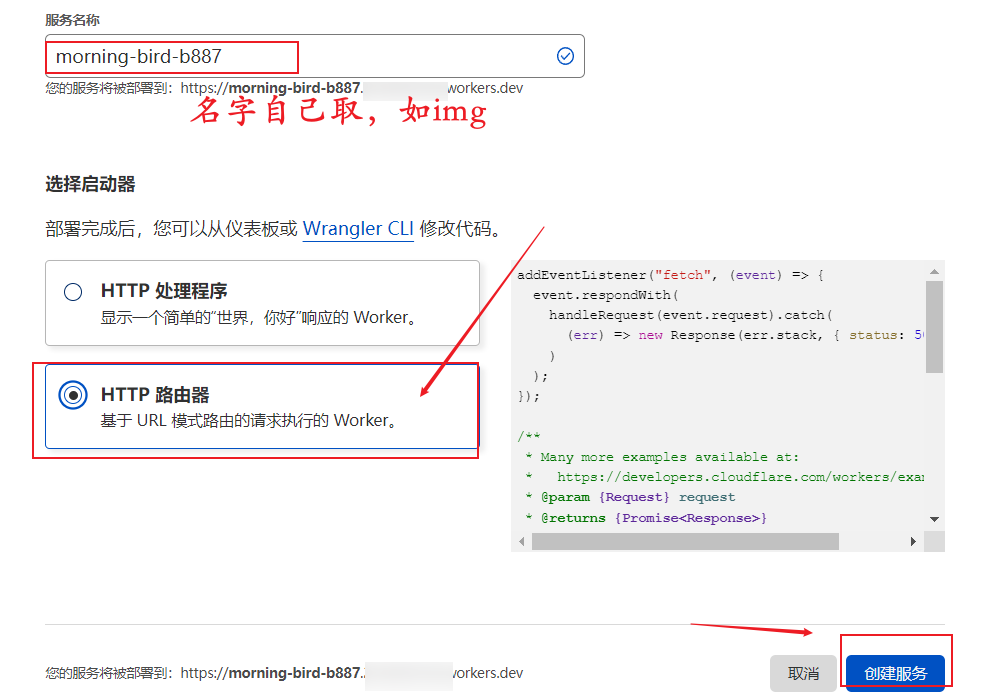 服务名称
morning-bird-b887
您的服务将被部署到：https://morning-bird-b887. workers.dev
名字自己取，如img
选择启动器
部署完成后，您可以从仪表板或 Wrangler CLI 修改代码。
HTTP 处理程序
显示一个简单的“世界，你好”响应的 Worker。
HTTP 路由器
基于 URL 模式路由的请求执行的 Worker。
addEventListener("fetch", (event) => {
event.respondWith(
handleRequest(event.request).catch(
(err) => new Response(err.stack, { status: 5
)
);
});
/**
* Many more examples available at:
* https://developers.cloudflare.com/workers/exa
* @param {Request} request
* @returns {Promise<Response>}
您的服务将被部署到：https://morning-bird-b887. workers.dev
取消
创建服务